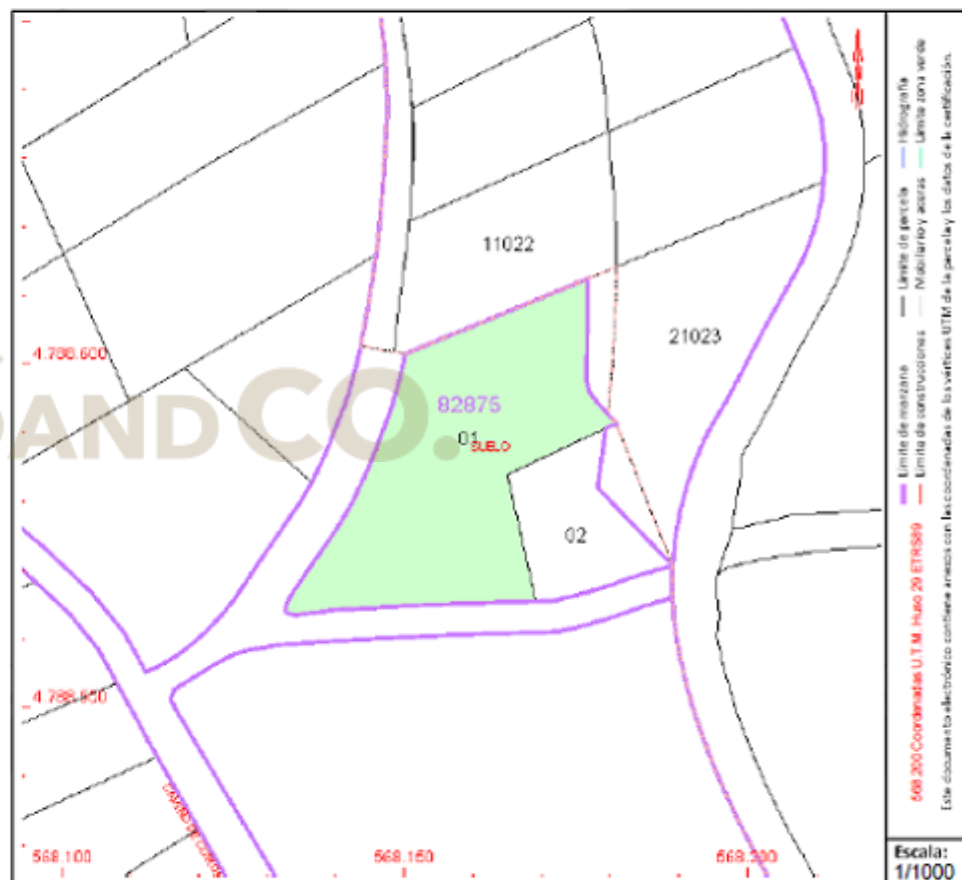 11022
21023
4.788.600
82875
01
SUELO
AND CO.
02
4.788.550
568.100
568.150
568.200
Límite de manzana
Límite de parcela
Hidrografía
Límite de construcciones
Mobiliario y aceras
Límite zona verde
568.200 Coordenadas U.T.M. Huso 29 ETRS89
Este documento electrónico contiene anexos con las coordenadas de los vértices UTM de la parcela y los datos de la certificación.
Escala:
1/1000